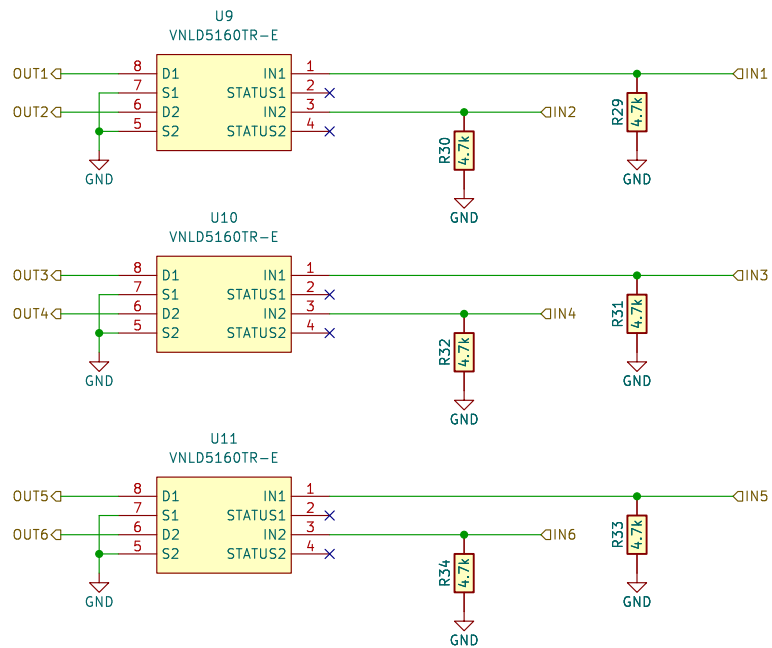 U9
VNLD5160TR-E
OUT1 8 D1 IN1 1 IN1
7 S1 STATUS1 2
OUT2 6 D2 IN2 3 IN2
5 S2 STATUS2 4
R29 4.7k
R30 4.7k
GND GND
GND
U10
VNLD5160TR-E
OUT3 8 D1 IN1 1 IN3
7 S1 STATUS1 2
OUT4 6 D2 IN2 3 IN4
5 S2 STATUS2 4
R31 4.7k
R32 4.7k
GND GND
GND
U11
VNLD5160TR-E
OUT5 8 D1 IN1 1 IN5
7 S1 STATUS1 2
OUT6 6 D2 IN2 3 IN6
5 S2 STATUS2 4
R33 4.7k
R34 4.7k
GND GND
GND